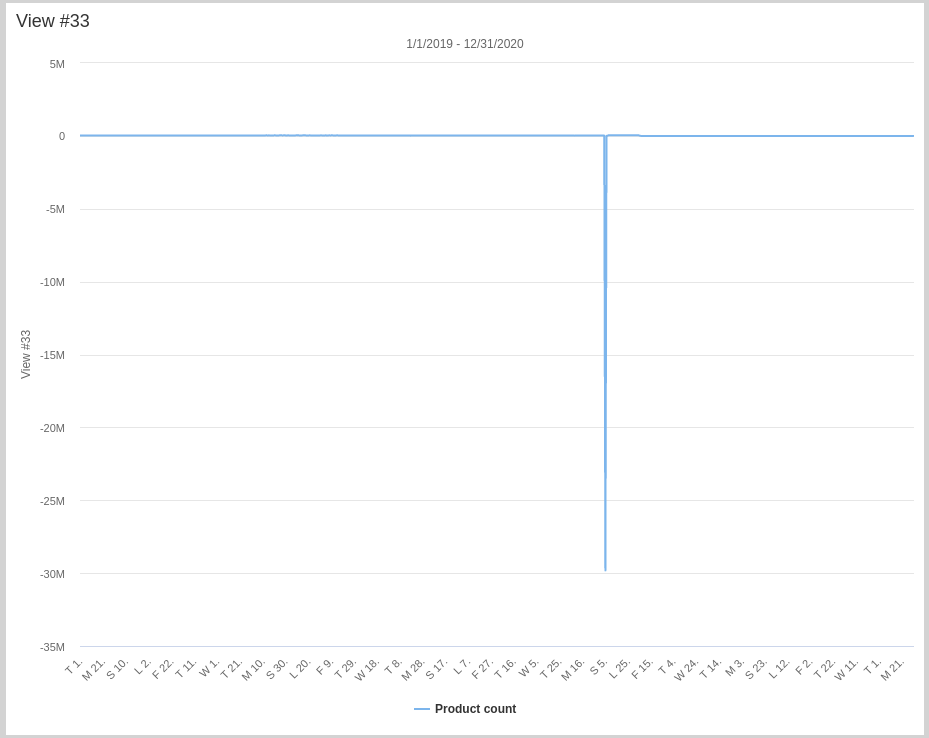 View #33
1/1/2019 - 12/31/2020
5M
0
-5M
-10M
-15M
-20M
-25M
-30M
-35M
View #33
T 1.
M 21.
S 10.
L 2.
F 22.
T 11.
W 1.
T 21.
M 10.
S 30.
L 20.
F 9.
T 29.
W 18.
T 8.
M 28.
S 17.
L 7.
F 27.
T 16.
W 5.
T 25.
M 16.
S 5.
L 25.
F 15.
T 4.
W 24.
T 14.
M 3.
S 23.
L 12.
F 2.
T 22.
W 11.
T 1.
M 21.
Product count